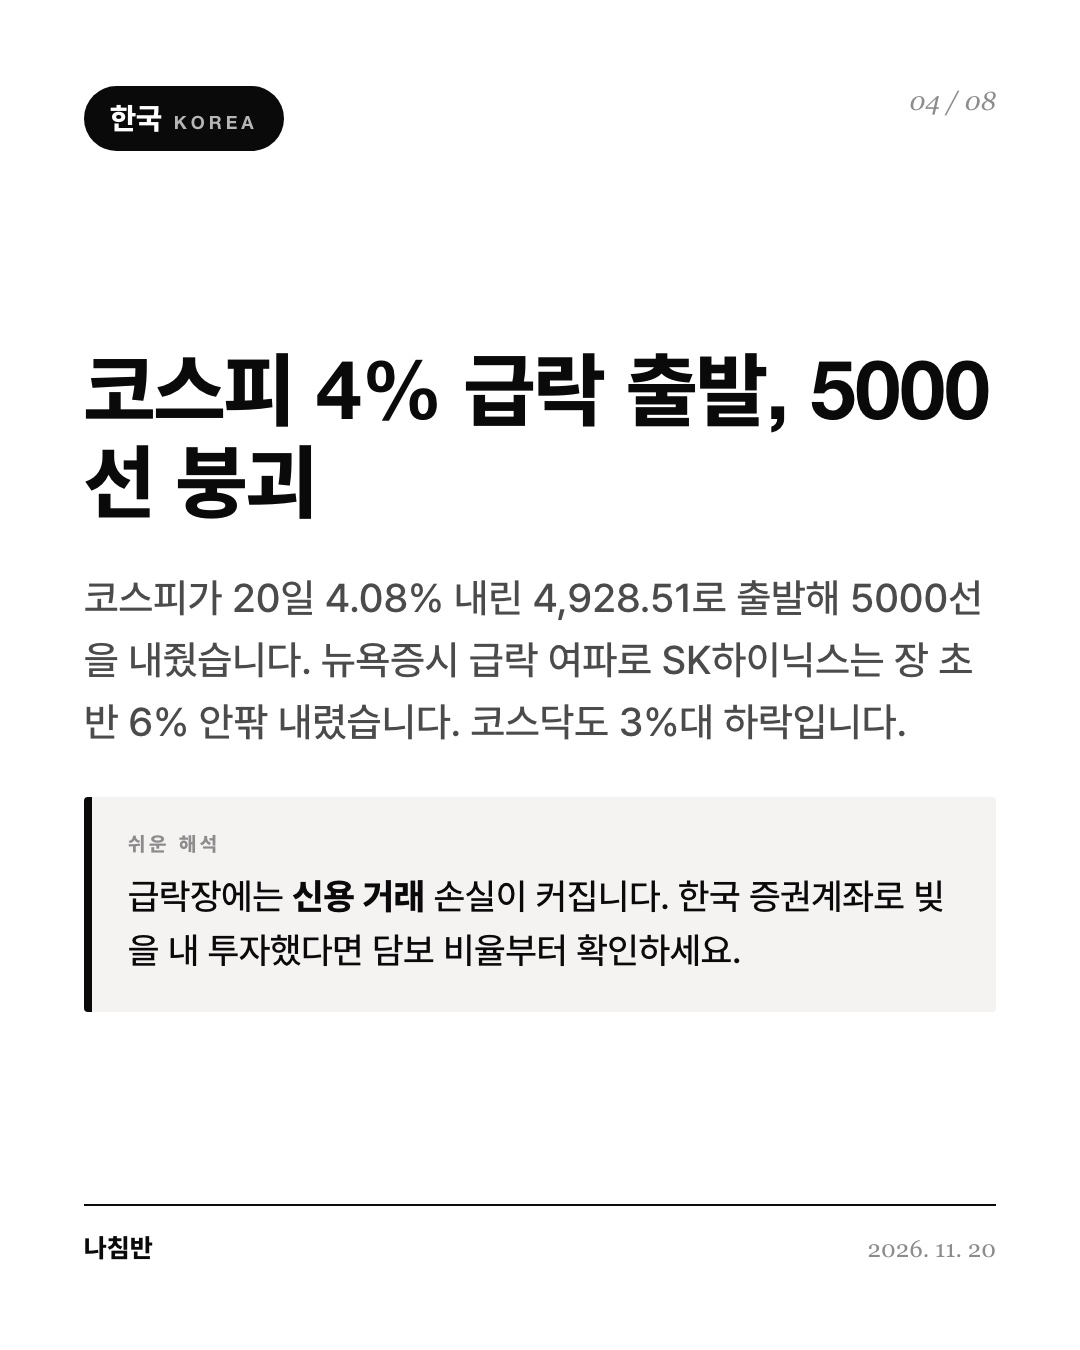 한국 KOREA
04 / 08
코스피 4% 급락 출발, 5000
선 붕괴
코스피가 20일 4.08% 내린 4,928.51로 출발해 5000선
을 내줬습니다. 뉴욕증시 급락 여파로 SK하이닉스는 장 초
반 6% 안팎 내렸습니다. 코스닥도 3%대 하락입니다.
쉬운 해석
급락장에는 신용 거래 손실이 커집니다. 한국 증권계좌로 빚
을 내 투자했다면 담보 비율부터 확인하세요.
나침반
2026. 11. 20